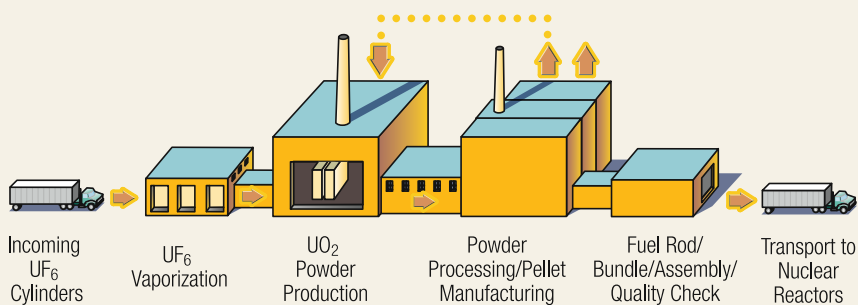 Incoming
UF₆
Cylinders
UF₆
Vaporization
UO₂
Powder
Production
Powder
Processing/Pellet
Manufacturing
Fuel Rod/
Bundle/Assembly/
Quality Check
Transport to
Nuclear
Reactors